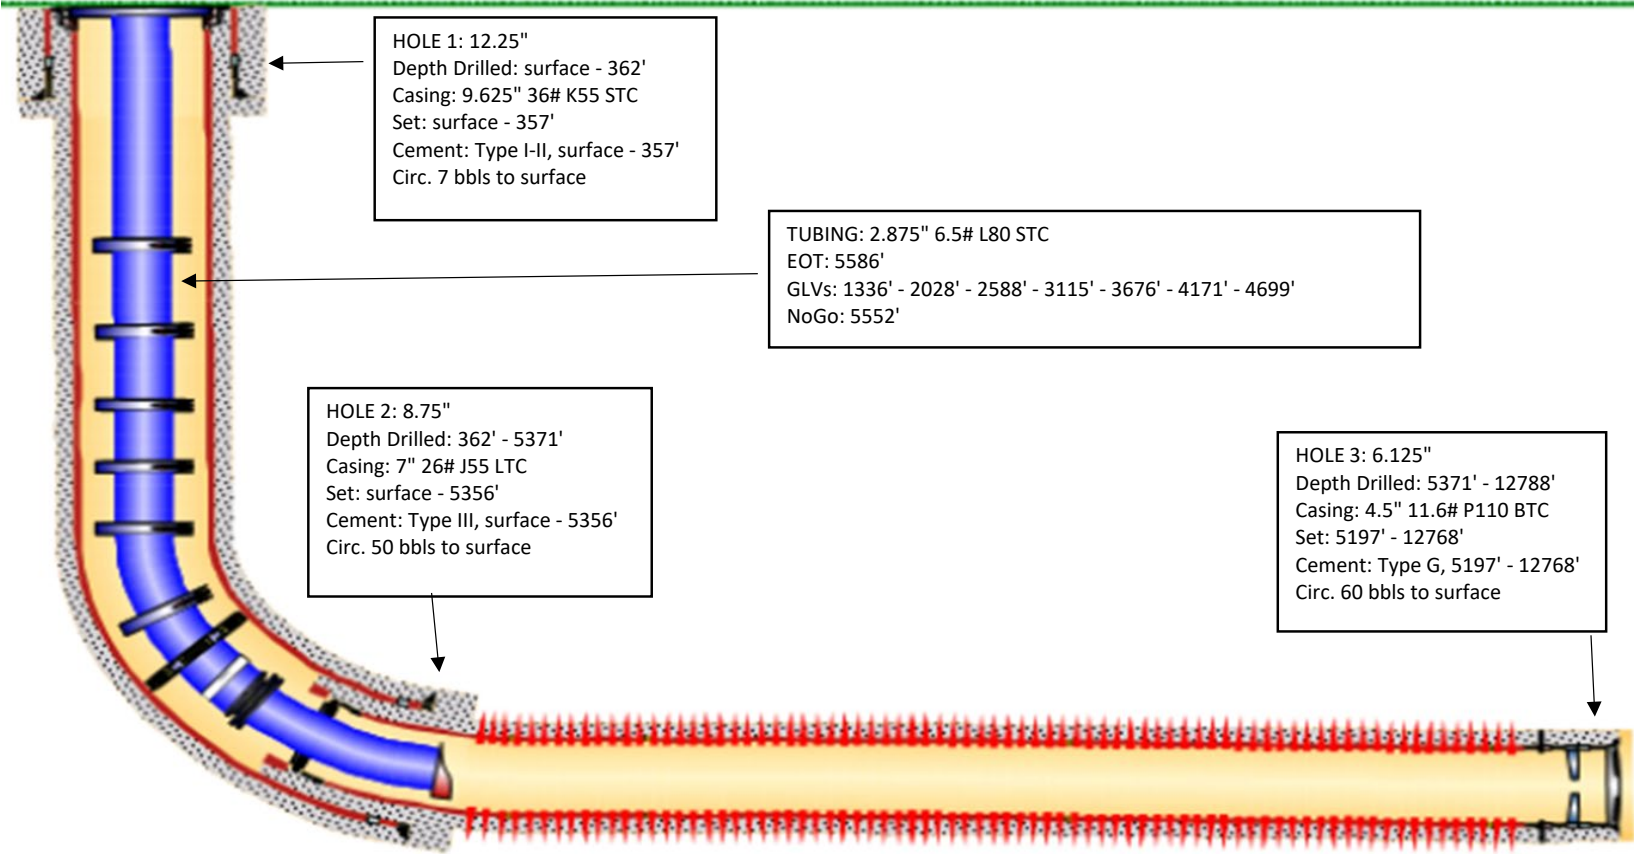 HOLE 1: 12.25"
Depth Drilled: surface - 362'
Casing: 9.625" 36# K55 STC
Set: surface - 357'
Cement: Type I-II, surface - 357'
Circ. 7 bbls to surface
TUBING: 2.875" 6.5# L80 STC
EOT: 5586'
GLVs: 1336' - 2028' - 2588' - 3115' - 3676' - 4171' - 4699'
NoGo: 5552'
HOLE 2: 8.75"
Depth Drilled: 362' - 5371'
Casing: 7" 26# J55 LTC
Set: surface - 5356'
Cement: Type III, surface - 5356'
Circ. 50 bbls to surface
HOLE 3: 6.125"
Depth Drilled: 5371' - 12788'
Casing: 4.5" 11.6# P110 BTC
Set: 5197' - 12768'
Cement: Type G, 5197' - 12768'
Circ. 60 bbls to surface